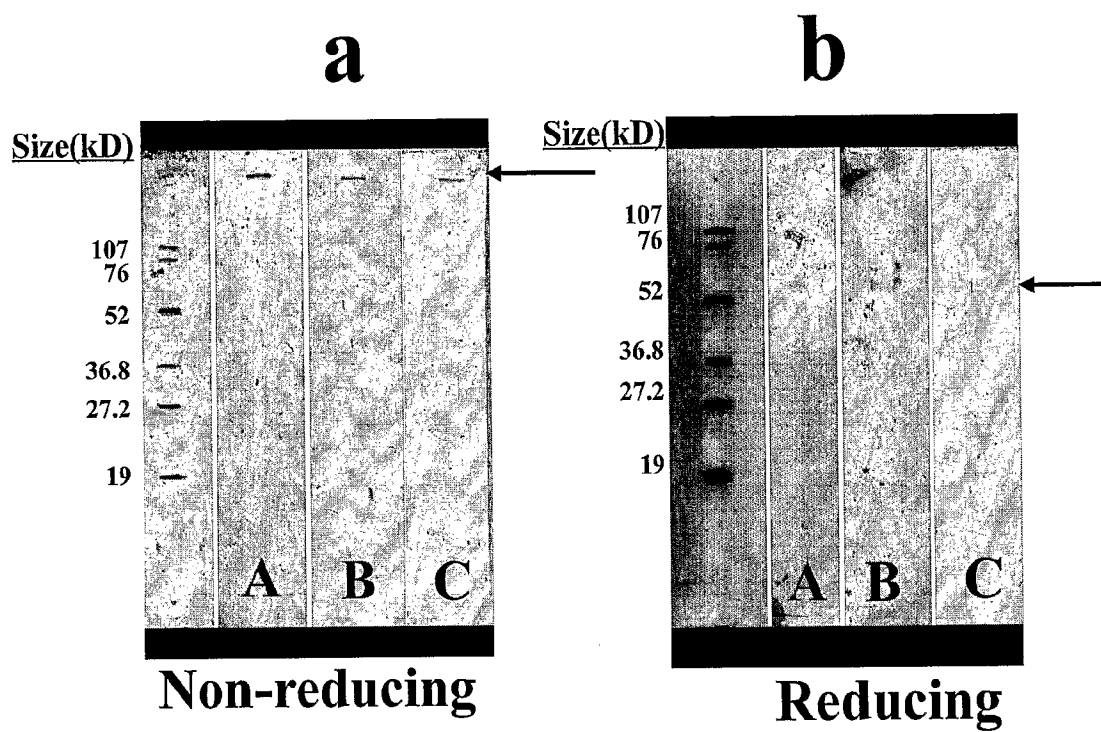 a
Size(kD)
107
76
52
36.8
27.2
19
A B C
Non-reducing
b
Size(kD)
107
76
52
36.8
27.2
19
A B C
Reducing